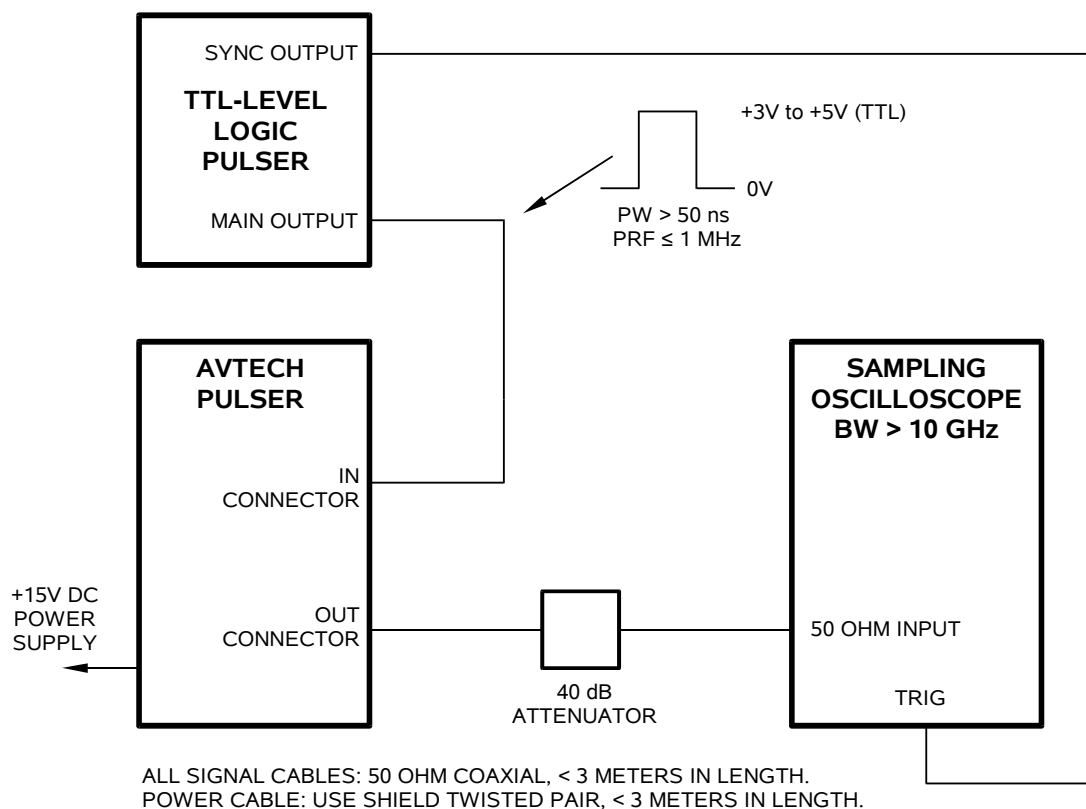 SYNC OUTPUT
TTL-LEVEL
LOGIC
PULSER
MAIN OUTPUT
+3V to +5V (TTL)
0V
PW > 50 ns
PRF ≤ 1 MHz
AVTECH
PULSER
IN
CONNECTOR
OUT
CONNECTOR
+15V DC
POWER
SUPPLY
40 dB
ATTENUATOR
SAMPLING
OSCILLOSCOPE
BW > 10 GHz
50 OHM INPUT
TRIG
ALL SIGNAL CABLES: 50 OHM COAXIAL, < 3 METERS IN LENGTH.
POWER CABLE: USE SHIELD TWISTED PAIR, < 3 METERS IN LENGTH.